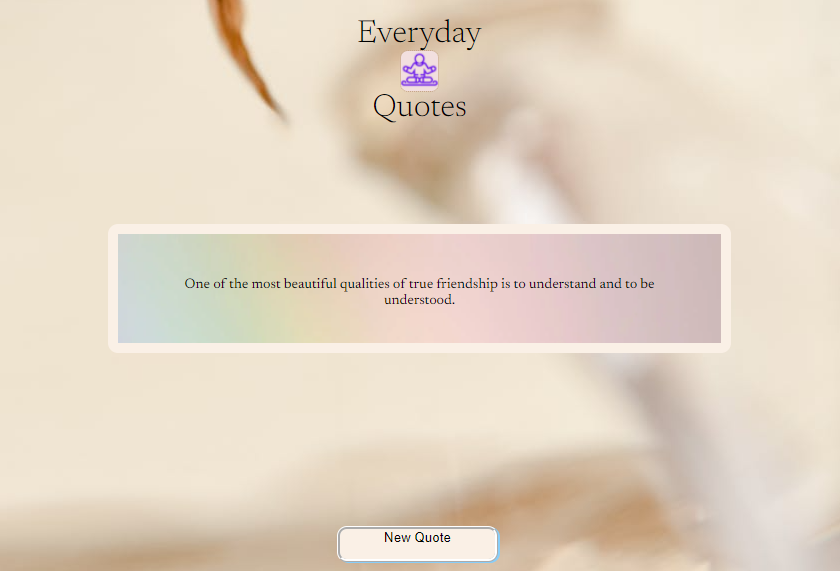 Everyday
Quotes
One of the most beautiful qualities of true friendship is to understand and to be
understood.
New Quote